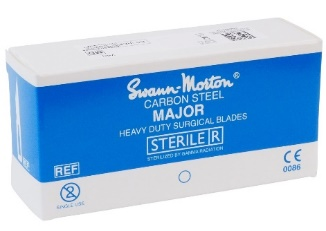 Swann-Morton®
CARBON STEEL
MAJOR
HEAVY DUTY SURGICAL BLADES
STERILE R
STERILIZED BY GAMMA RADIATION
REF
SINGLE USE
CE
0086